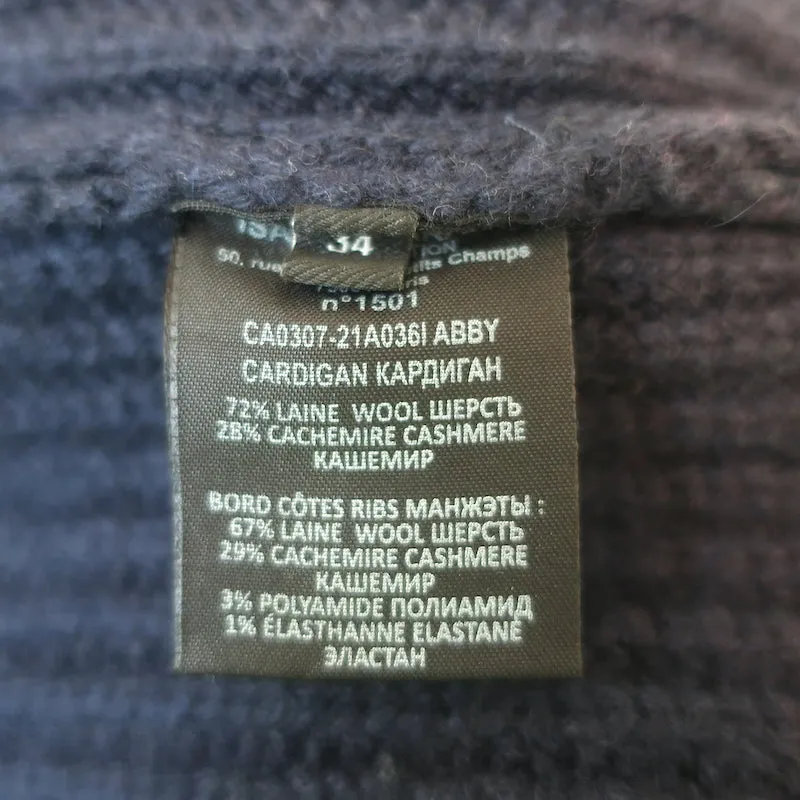 34
ION
50, rue Champs
n°1501
CA0307-21A036I ABBY
CARDIGAN КАРДИГАН
72% LAINE WOOL ШЕРСТЬ
28% CACHEMIRE CASHMERE
КАШЕМИР
BORD CÔTES RIBS МАНЖЭТЫ :
67% LAINE WOOL ШЕРСТЬ
29% CACHEMIRE CASHMERE
КАШЕМИР
3% POLYAMIDE ПОЛИАМИД
1% ÉLASTHANNE ELASTANE
ЭЛАСТАН